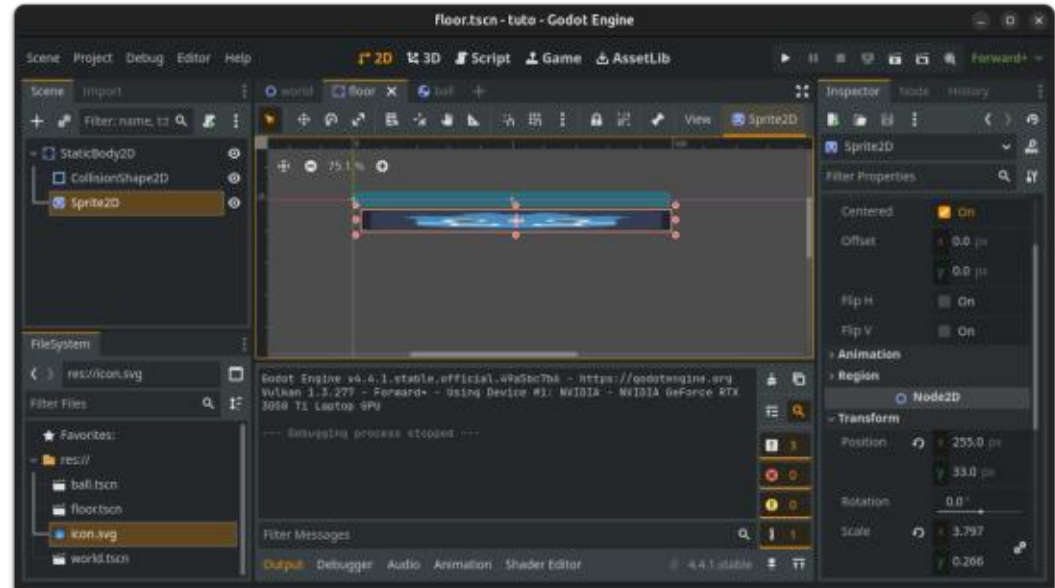 floor.tscn - tuto - Godot Engine
Scene Project Debug Editor Help
2D 3D Script Game AssetLib
Forward+
Scene Import
world floor ball
Inspector Node History
Filter: name, t:t
View Sprite2D
StaticBody2D
CollisionShape2D
Sprite2D
75.1 %
Sprite2D
Filter Properties
Centered On
Offset x 0.0 px
y 0.0 px
Flip H On
Flip V On
Animation
Region
Node2D
Transform
Position x 255.0 px
y 33.0 px
Rotation 0.0 °
Scale x 3.797
y 0.266
FileSystem
res://icon.svg
Filter Files
Favorites:
res://
ball.tscn
floor.tscn
icon.svg
world.tscn
Godot Engine v4.4.1.stable.official.49a5bc7b6 - https://godotengine.org
Vulkan 1.3.277 - Forward+ - Using Device #1: NVIDIA - NVIDIA GeForce RTX
3050 Ti Laptop GPU
--- Debugging process stopped ---
3
0
0
1
Filter Messages
Output Debugger Audio Animation Shader Editor
4.4.1.stable